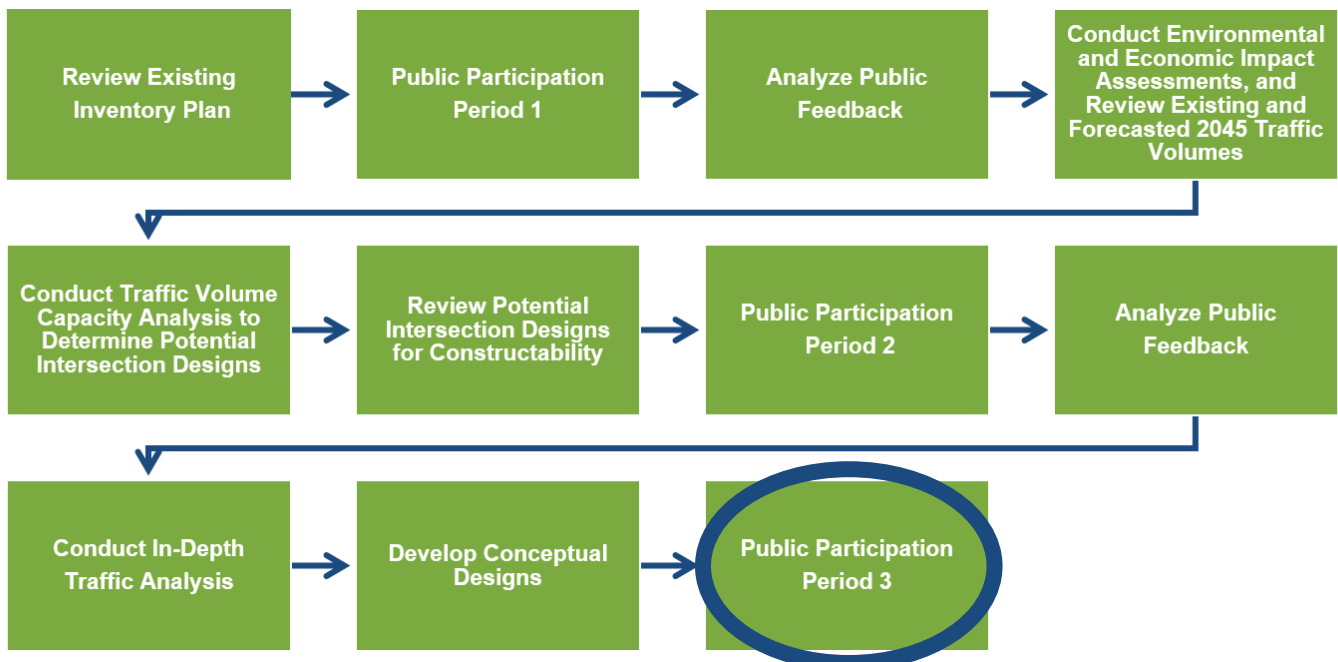 Review Existing
Inventory Plan
Public Participation
Period 1
Analyze Public
Feedback
Conduct Environmental
and Economic Impact
Assessments, and
Review Existing and
Forecasted 2045 Traffic
Volumes
Conduct Traffic Volume
Capacity Analysis to
Determine Potential
Intersection Designs
Review Potential
Intersection Designs
for Constructability
Public Participation
Period 2
Analyze Public
Feedback
Conduct In-Depth
Traffic Analysis
Develop Conceptual
Designs
Public Participation
Period 3